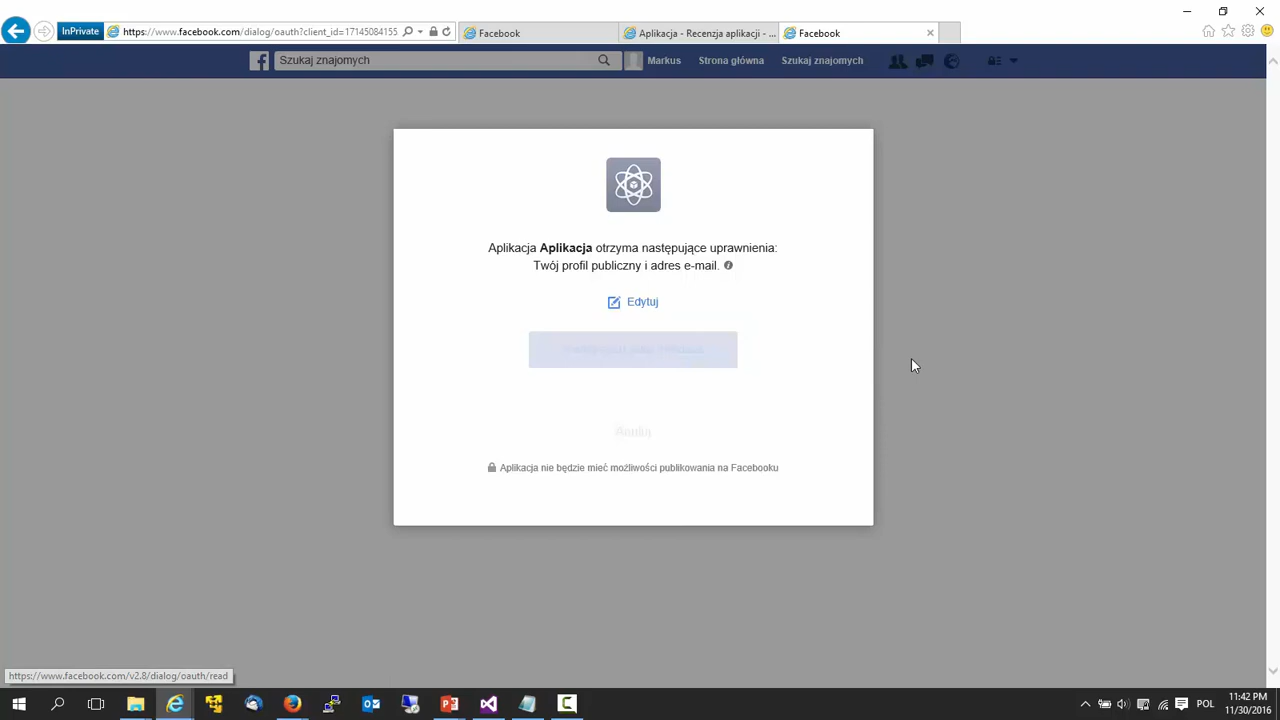 InPrivate
https://www.facebook.com/dialog/oauth?client_id=17145084155
Facebook
Aplikacja - Recenzja aplikacji - ...
Facebook
Szukaj znajomych
Markus
Strona główna
Szukaj znajomych
Aplikacja Aplikacja otrzyma następujące uprawnienia:
Twój profil publiczny i adres e-mail.
Edytuj
Anuluj
Aplikacja nie będzie mieć możliwości publikowania na Facebooku
https://www.facebook.com/v2.8/dialog/oauth/read
POL
11:42 PM
11/30/2016